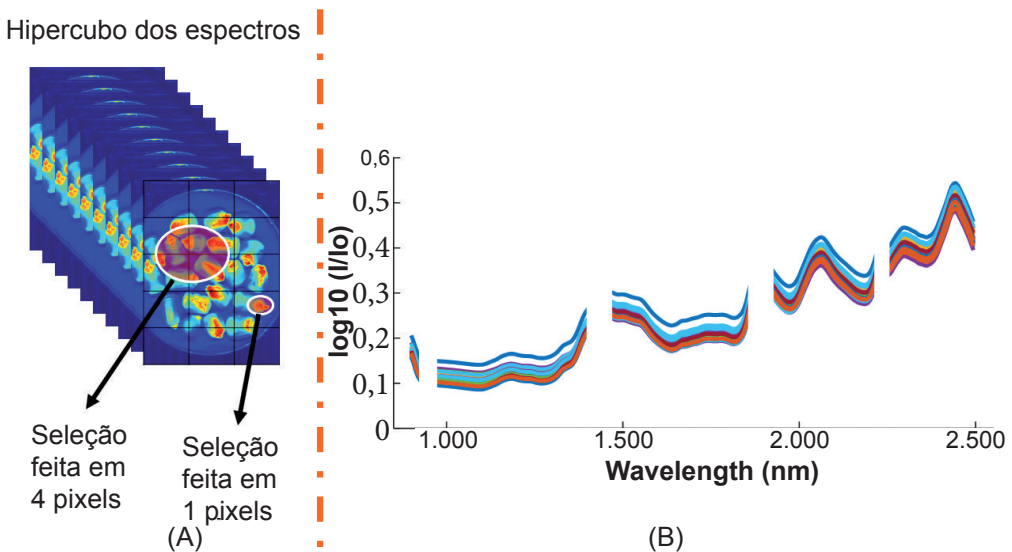 Hipercubo dos espectros
Seleção
feita em
4 pixels
Seleção
feita em
1 pixels
(A)
log10 (I/Io)
0,6
0,5
0,4
0,3
0,2
0,1
0
1.000
1.500
2.000
2.500
Wavelength (nm)
(B)